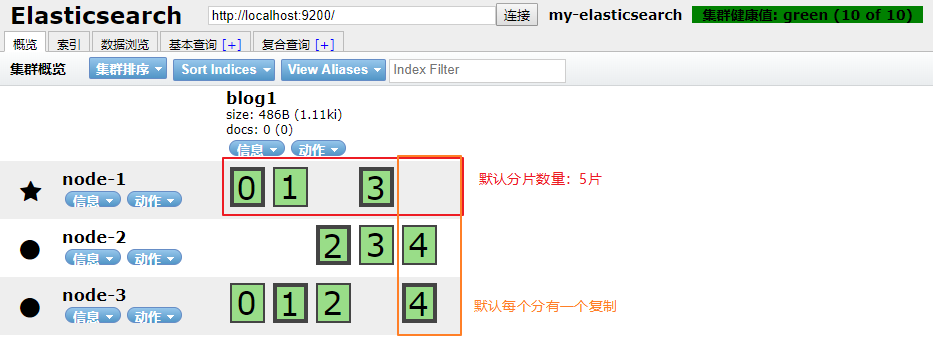 Elasticsearch http://localhost:9200/ 连接 my-elasticsearch 集群健康值: green (10 of 10)
概览 索引 数据浏览 基本查询 [+] 复合查询 [+]
集群概览 集群排序 Sort Indices View Aliases Index Filter
blog1
size: 486B (1.11ki)
docs: 0 (0)
信息 动作
node-1
信息 动作
0 1 3
默认分片数量：5片
node-2
信息 动作
2 3 4
node-3
信息 动作
0 1 2 4
默认每个分有一个复制